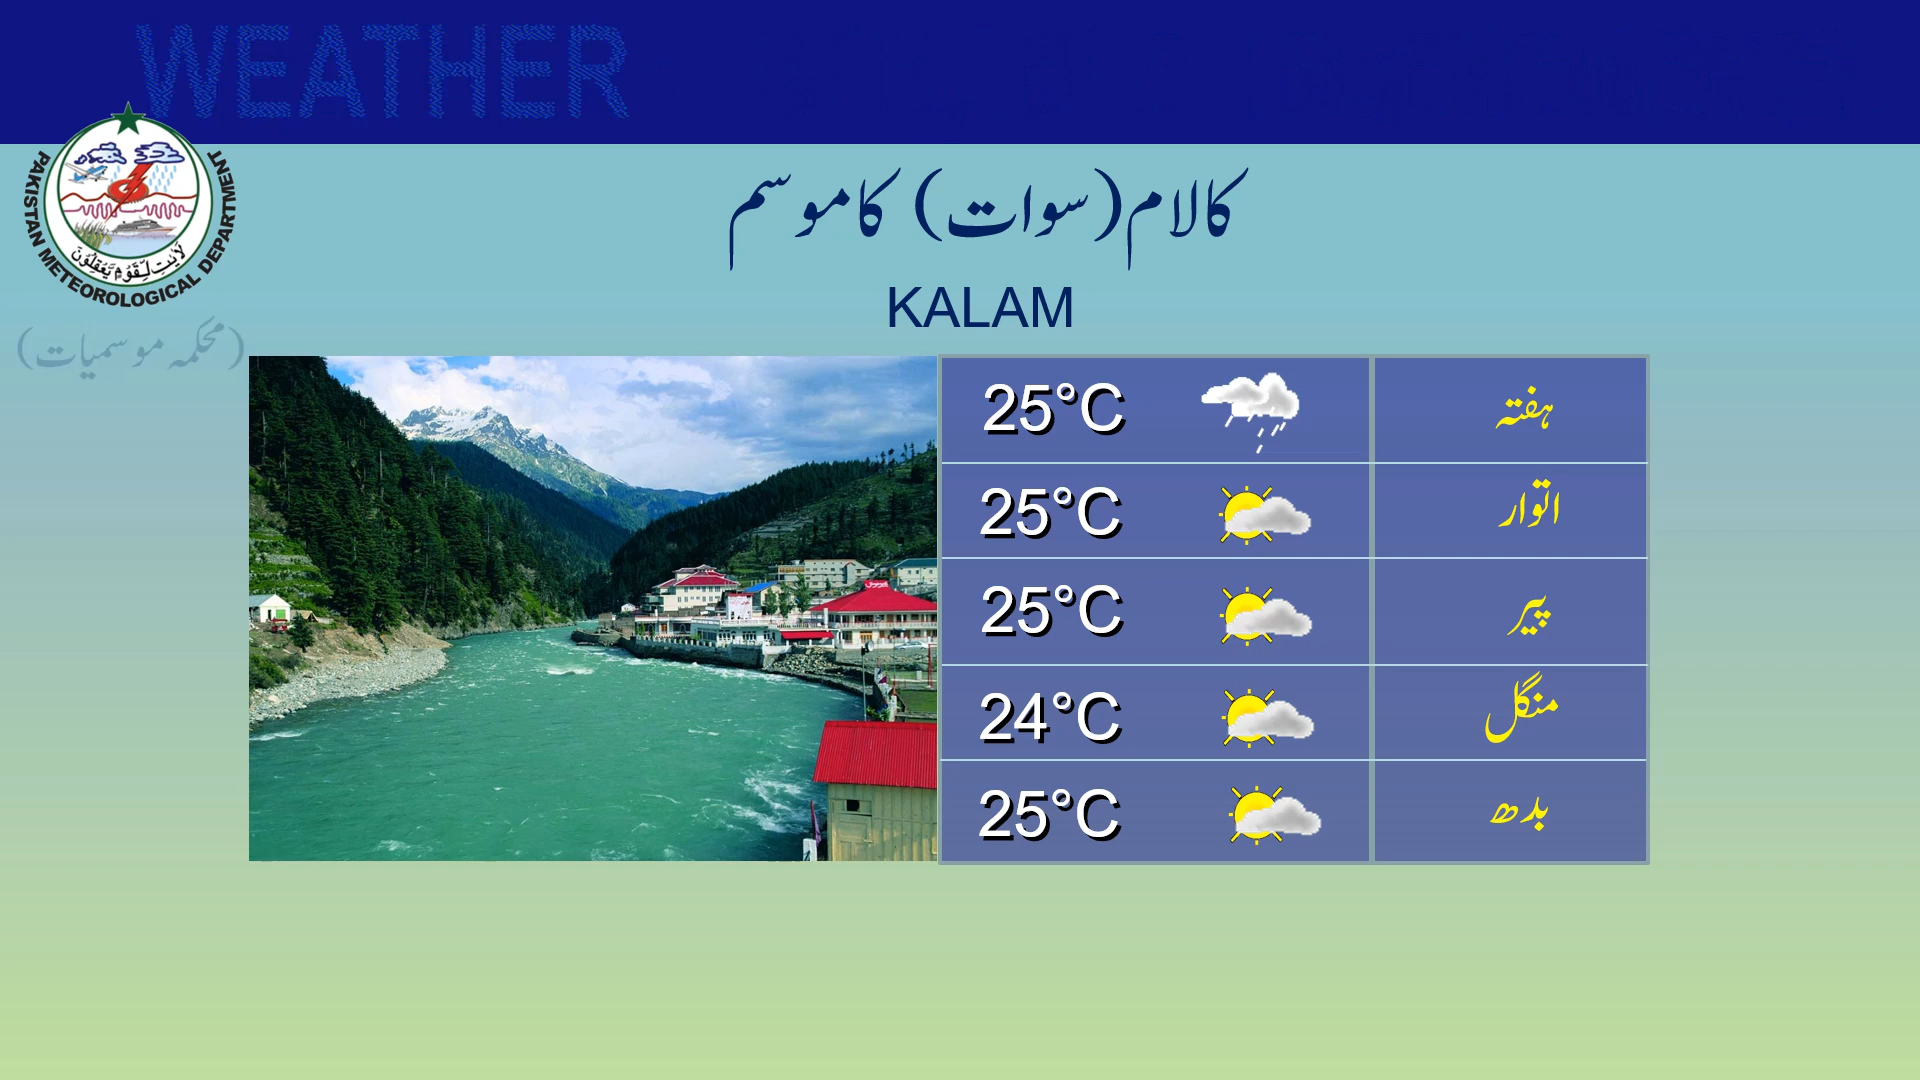 WEATHER
PAKISTAN METEOROLOGICAL DEPARTMENT
لَاٰیٰتٍ لِّقَوْمٍ یَّعْقِلُوْنَ
(محکمہ موسمیات)
کالام(سوات) کا موسم
KALAM
25°C ہفتہ
25°C اتوار
25°C پیر
24°C منگل
25°C بدھ